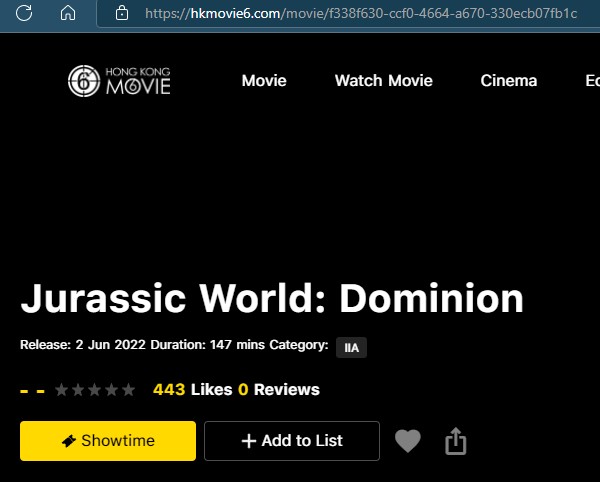 https://hkmovie6.com/movie/f338f630-ccf0-4664-a670-330ecb07fb1c
6 HONG KONG MOVIE Movie Watch Movie Cinema
Jurassic World: Dominion
Release: 2 Jun 2022 Duration: 147 mins Category: IIA
- - 443 Likes 0 Reviews
Showtime + Add to List